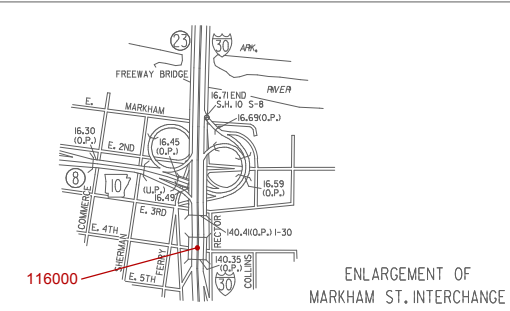 23
30
ARK.
FREEWAY BRIDGE
RIVER
16.71 END
S.H. 10 S-8
E.
MARKHAM
16.69(O.P.)
16.30
(O.P.)
16.45
(O.P.)
E. 2ND
8
10
(U.P.)
16.49
16.59
(O.P.)
E. 3RD
COMMERCE
E. 4TH
SHERMAN
FERRY
RECTOR
140.41(O.P.) I-30
E. 5TH
140.35
(O.P.)
30
COLLINS
116000
ENLARGEMENT OF
MARKHAM ST. INTERCHANGE